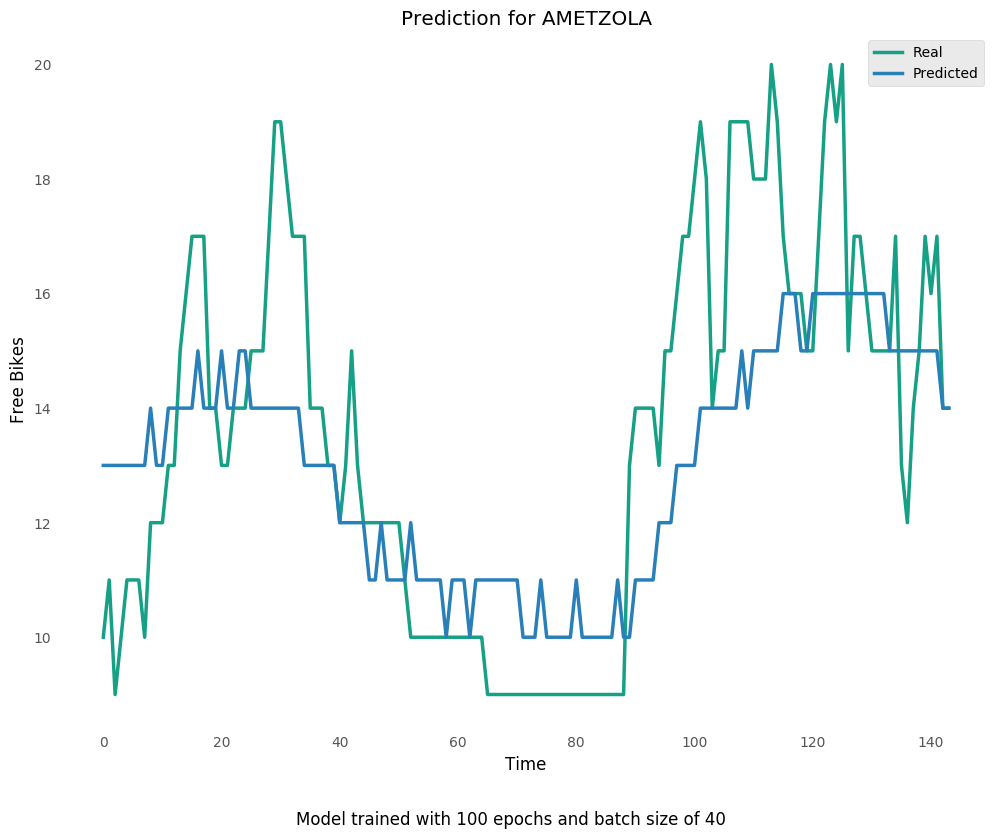 Prediction for AMETZOLA
Real
Predicted
20
18
16
14
12
10
Free Bikes
0 20 40 60 80 100 120 140
Time
Model trained with 100 epochs and batch size of 40